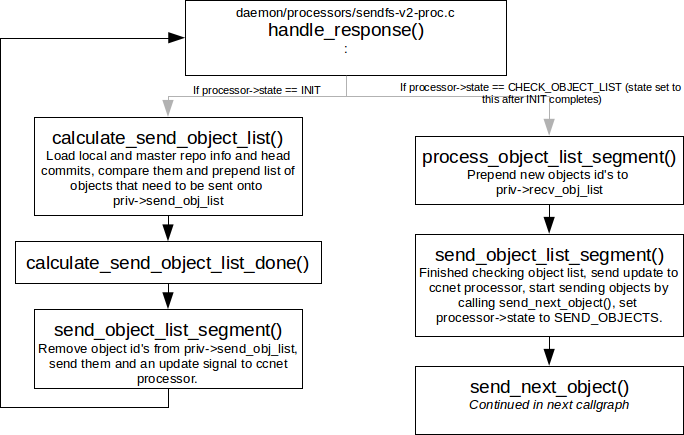 daemon/processors/sendfs-v2-proc.c
handle_response()
:
If processor->state == INIT
If processor->state == CHECK_OBJECT_LIST (state set to
this after INIT completes)
calculate_send_object_list()
Load local and master repo info and head
commits, compare them and prepend list of
objects that need to be sent onto
priv->send_obj_list
calculate_send_object_list_done()
send_object_list_segment()
Remove object id's from priv->send_obj_list,
send them and an update signal to ccnet
processor.
process_object_list_segment()
Prepend new objects id's to
priv->recv_obj_list
send_object_list_segment()
Finished checking object list, send update to
ccnet processor, start sending objects by
calling send_next_object(), set
processor->state to SEND_OBJECTS.
send_next_object()
Continued in next callgraph